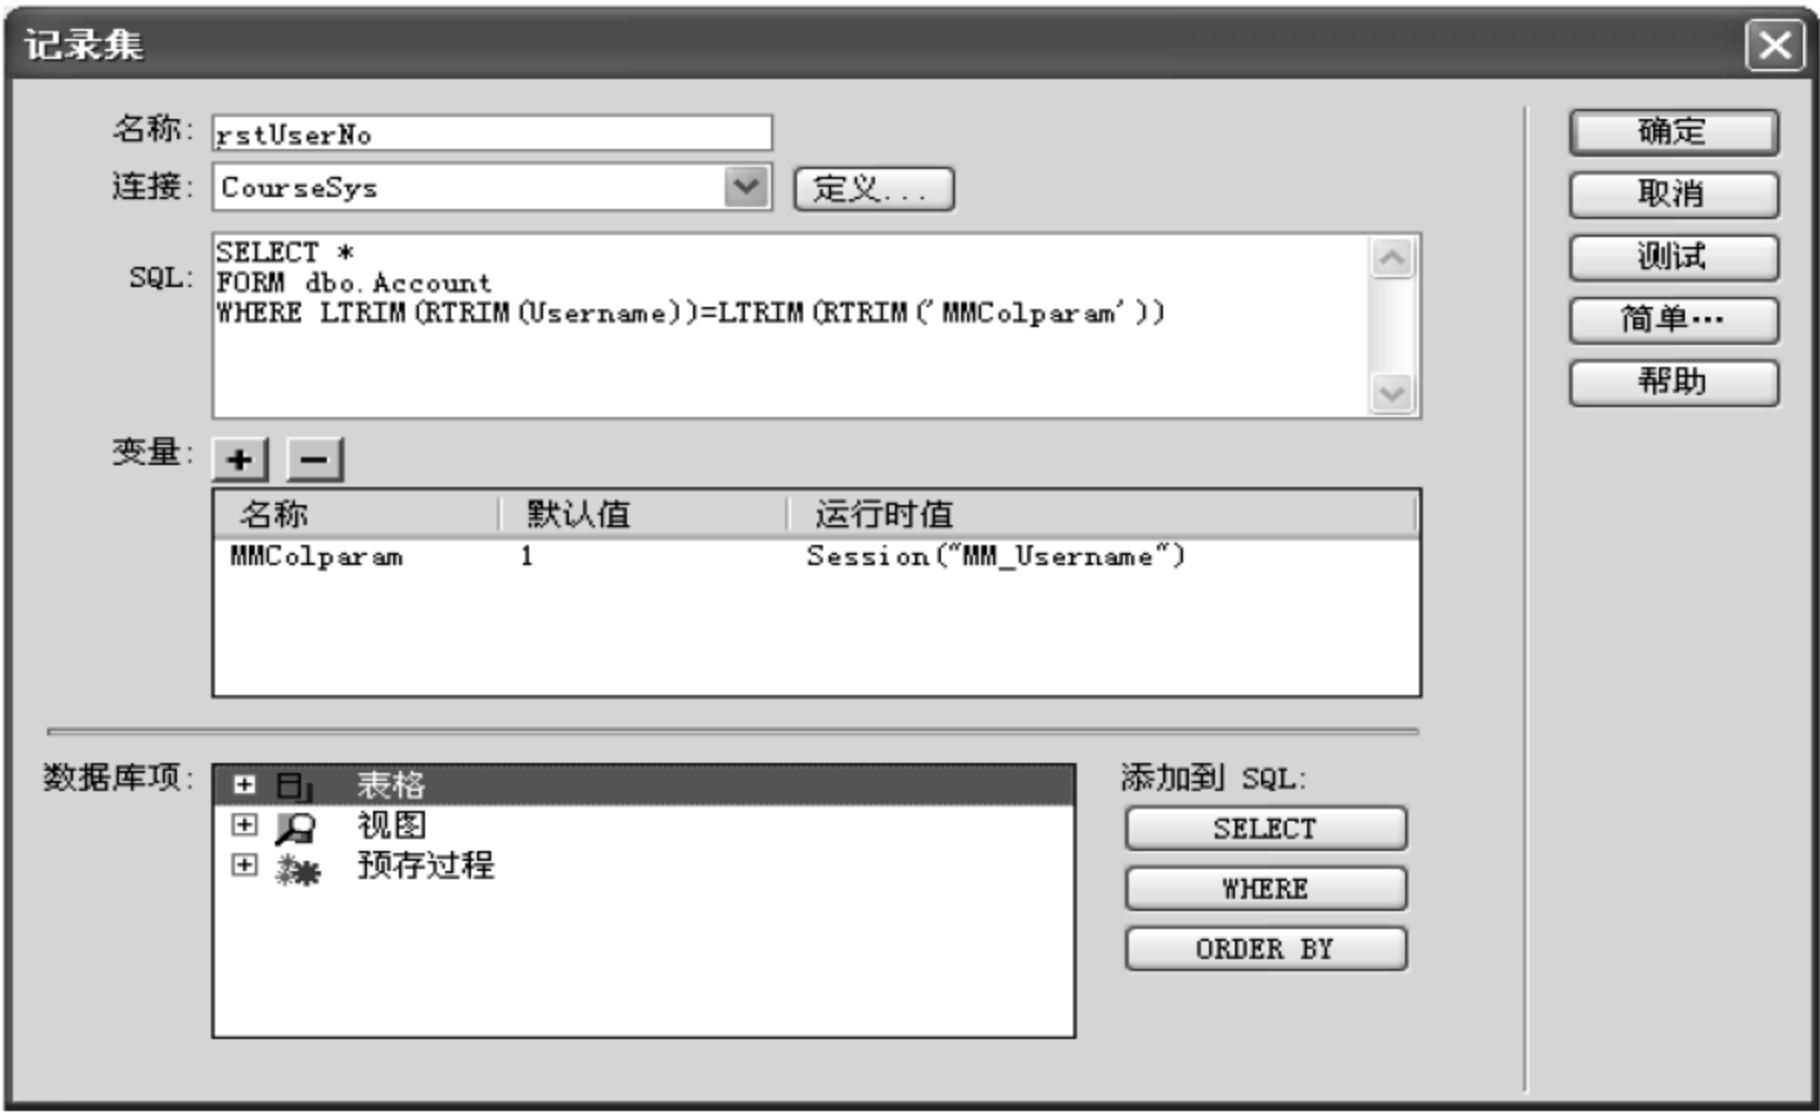 记录集
名称: rstUserNo
连接: CourseSys 定义...
SQL: SELECT *
FORM dbo.Account
WHERE LTRIM(RTRIM(Username))=LTRIM(RTRIM('MMColparam'))
变量: + −
名称 默认值 运行时值
MMColparam 1 Session("MM_Username")
数据库项: 表格
视图
预存过程
添加到 SQL:
SELECT
WHERE
ORDER BY
确定
取消
测试
简单…
帮助